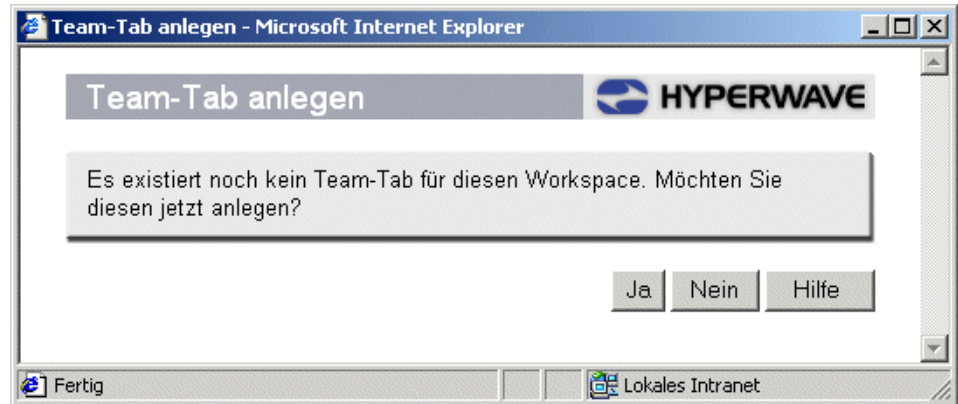 Team-Tab anlegen - Microsoft Internet Explorer
Team-Tab anlegen
HYPERWAVE
Es existiert noch kein Team-Tab für diesen Workspace. Möchten Sie
diesen jetzt anlegen?
Ja Nein Hilfe
Fertig
Lokales Intranet